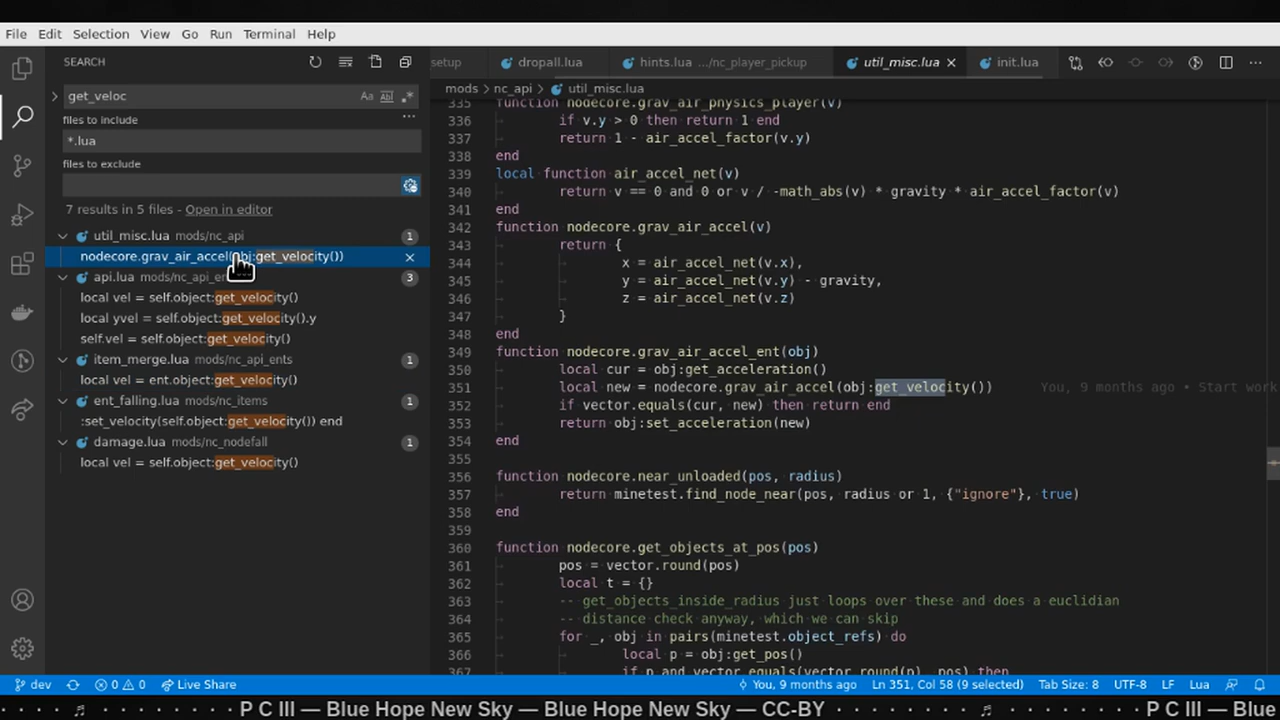 File Edit Selection View Go Run Terminal Help
SEARCH
get_veloc
Aa ab .*
files to include
...
*.lua
files to exclude
7 results in 5 files - Open in editor
util_misc.lua mods/nc_api 1
nodecore.grav_air_accel(obj:get_velocity())
api.lua mods/nc_api_en 3
local vel = self.object:get_velocity()
local yvel = self.object:get_velocity().y
self.vel = self.object:get_velocity()
item_merge.lua mods/nc_api_ents 1
local vel = ent.object:get_velocity()
ent_falling.lua mods/nc_items 1
:set_velocity(self.object:get_velocity()) end
damage.lua mods/nc_nodefall 1
local vel = self.object:get_velocity()
setup dropall.lua hints.lua .../nc_player_pickup util_misc.lua init.lua
mods > nc_api > util_misc.lua
335 function nodecore.grav_air_physics_player(v)
336 if v.y > 0 then return 1 end
337 return 1 - air_accel_factor(v.y)
338 end
339 local function air_accel_net(v)
340 return v == 0 and 0 or v / -math_abs(v) * gravity * air_accel_factor(v)
341 end
342 function nodecore.grav_air_accel(v)
343 return {
344 x = air_accel_net(v.x),
345 y = air_accel_net(v.y) - gravity,
346 z = air_accel_net(v.z)
347 }
348 end
349 function nodecore.grav_air_accel_ent(obj)
350 local cur = obj:get_acceleration()
351 local new = nodecore.grav_air_accel(obj:get_velocity()) You, 9 months ago • Start work
352 if vector.equals(cur, new) then return end
353 return obj:set_acceleration(new)
354 end
355
356 function nodecore.near_unloaded(pos, radius)
357 return minetest.find_node_near(pos, radius or 1, {"ignore"}, true)
358 end
359
360 function nodecore.get_objects_at_pos(pos)
361 pos = vector.round(pos)
362 local t = {}
363 -- get_objects_inside_radius just loops over these and does a euclidian
364 -- distance check anyway, which we can skip
365 for _, obj in pairs(minetest.object_refs) do
366 local p = obj:get_pos()
367 if p and vector.equals(vector.round(p), pos) then
dev 0 0 Live Share You, 9 months ago Ln 351, Col 58 (9 selected) Tab Size: 8 UTF-8 LF Lua
P C III — Blue Hope New Sky — Blue Hope New Sky — CC-BY · · · · · · · · ♬ · · · · · · · · P C III — Blue